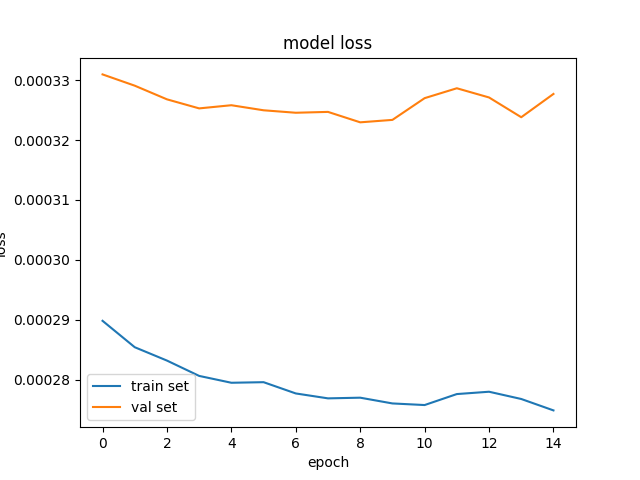 model loss
0.00033
0.00032
0.00031
0.00030
0.00029
0.00028
loss
train set
val set
0 2 4 6 8 10 12 14
epoch